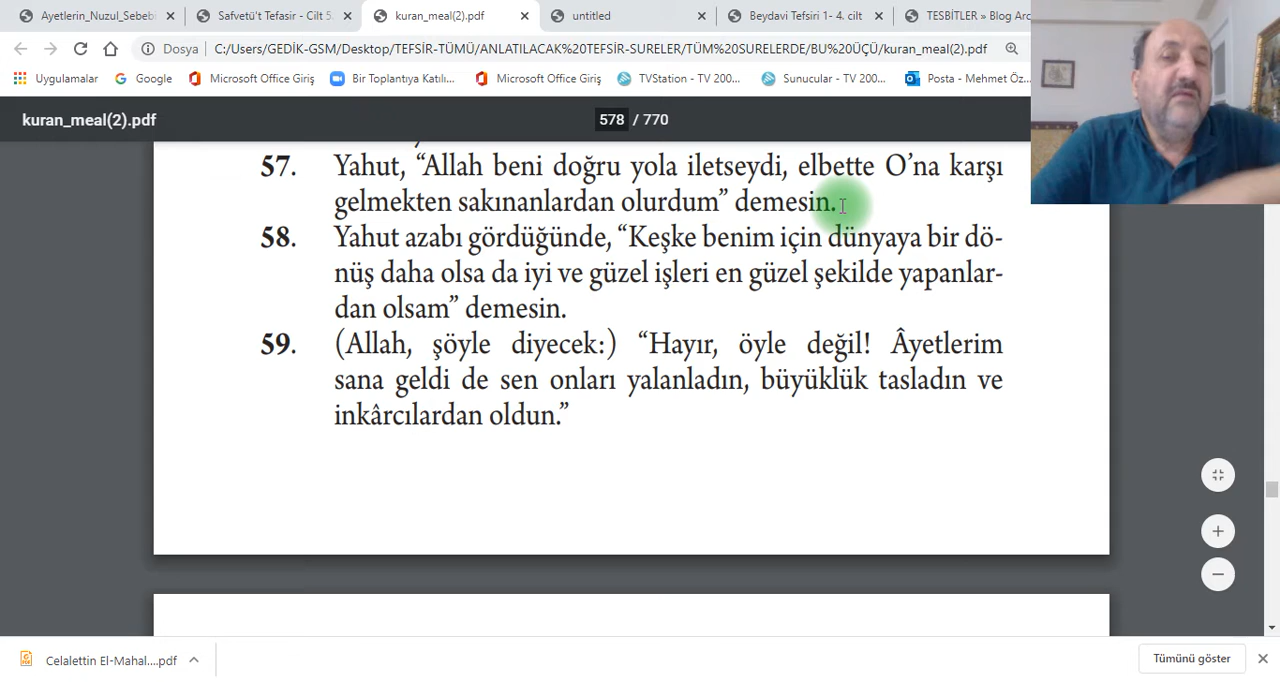 Ayetlerin_Nuzul_Sebebi
Safvetü't Tefasir - Cilt 5.
kuran_meal(2).pdf
untitled
Beydavi Tefsiri 1- 4. cilt
TESBİTLER » Blog Arc
Dosya
C:/Users/GEDİK-GSM/Desktop/TEFSİR-TÜMÜ/ANLATILACAK%20TEFSİR-SURELER/TÜM%20SURELERDE/BU%20ÜÇÜ/kuran_meal(2).pdf
Uygulamalar
Google
Microsoft Office Giriş
Bir Toplantıya Katılı...
Microsoft Office Giriş
TVStation - TV 200...
Sunucular - TV 200...
Posta - Mehmet Öz...
kuran_meal(2).pdf
578 / 770
57. Yahut, “Allah beni doğru yola iletseydi, elbette O’na karşı
gelmekten sakınanlardan olurdum” demesin.
58. Yahut azabı gördüğünde, “Keşke benim için dünyaya bir dö-
nüş daha olsa da iyi ve güzel işleri en güzel şekilde yapanlar-
dan olsam” demesin.
59. (Allah, şöyle diyecek:) “Hayır, öyle değil! Âyetlerim
sana geldi de sen onları yalanladın, büyüklük tasladın ve
inkârcılardan oldun.”
Celalettin El-Mahal....pdf
Tümünü göster